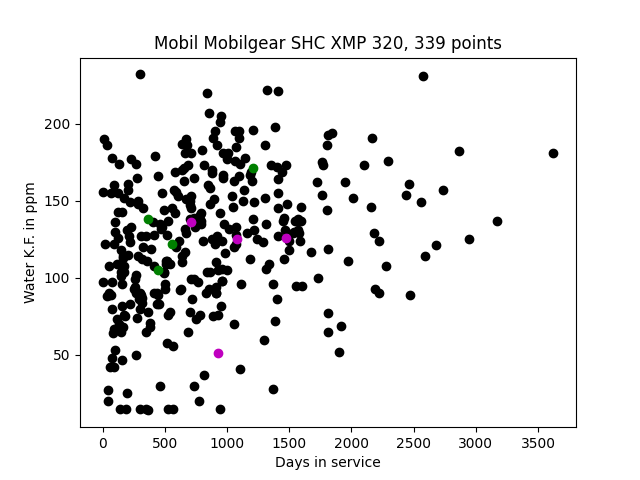 Mobil Mobilgear SHC XMP 320, 339 points
200
150
100
50
Water K.F. in ppm
0 500 1000 1500 2000 2500 3000 3500
Days in service